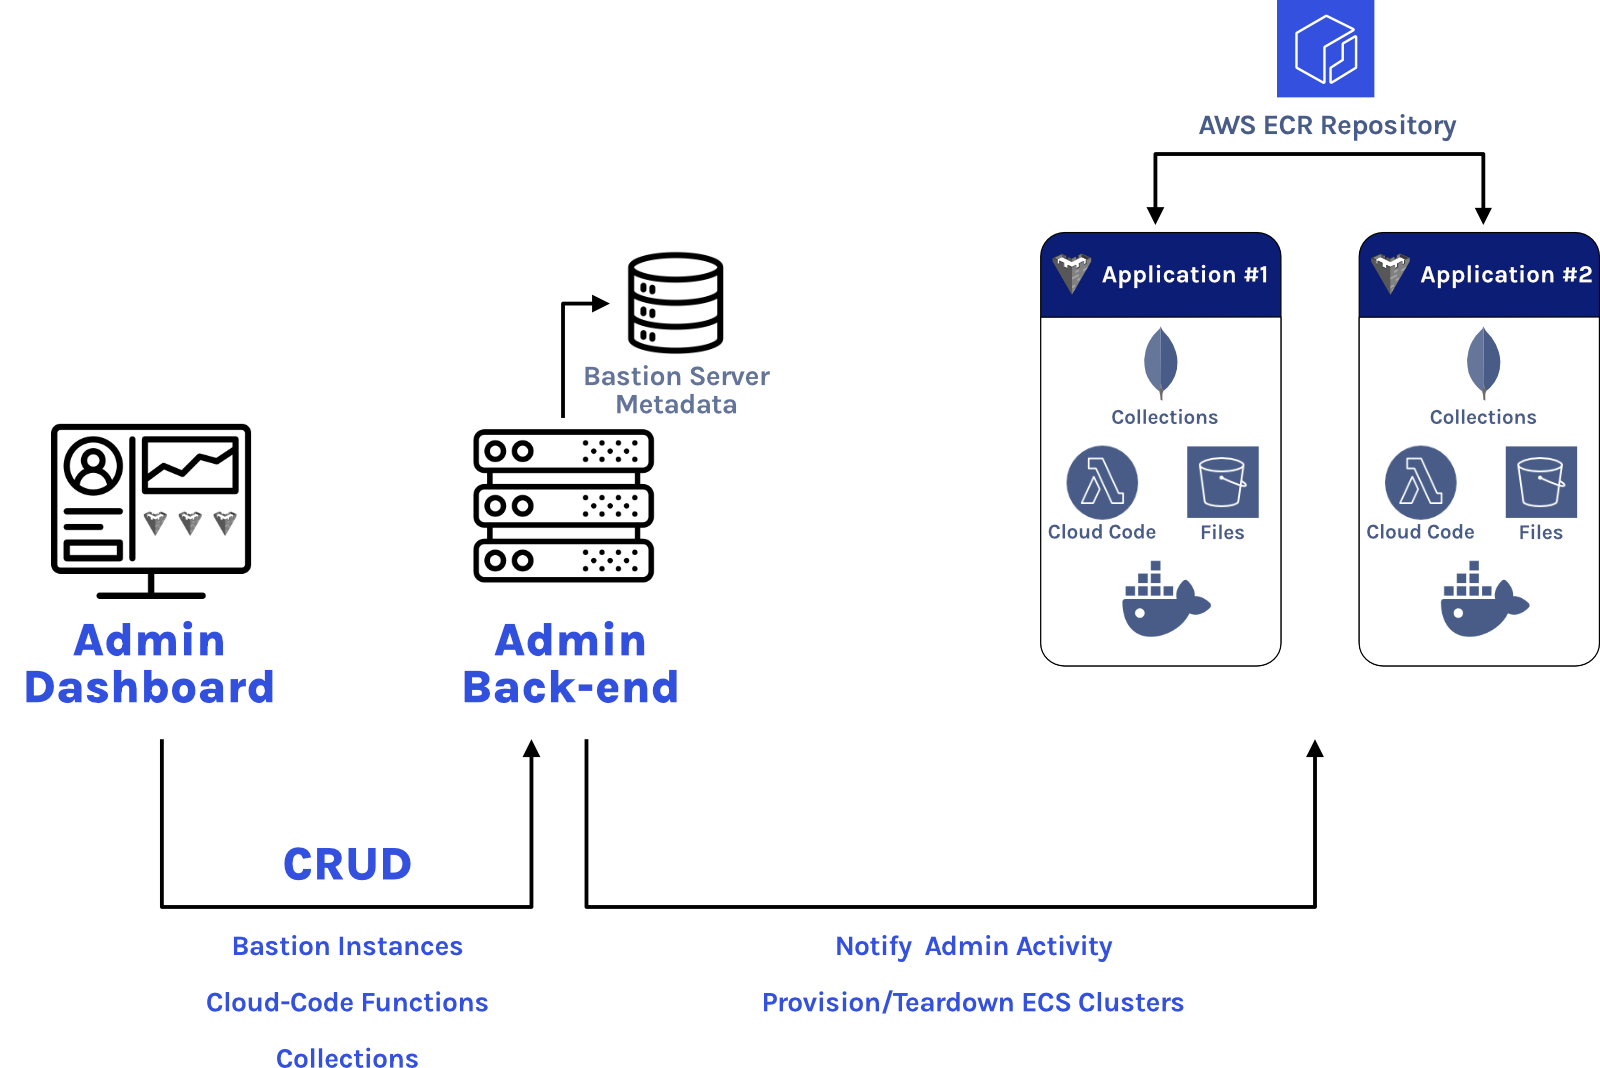 AWS ECR Repository
Application #1
Application #2
Collections
Collections
Cloud Code
Files
Cloud Code
Files
Bastion Server
Metadata
Admin
Dashboard
Admin
Back-end
CRUD
Bastion Instances
Cloud-Code Functions
Collections
Notify Admin Activity
Provision/Teardown ECS Clusters